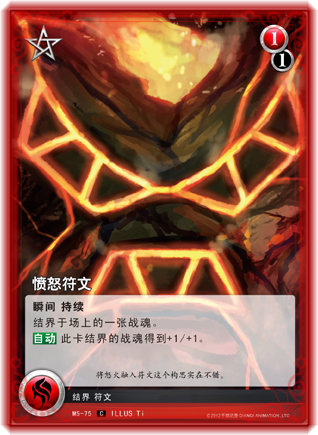 1
1
愤怒符文
瞬间 持续
结界于场上的一张战魂。
自动 此卡结界的战魂得到+1/+1。
将怒火融入符文这个构思实在不错。
结界 符文
M5-75 C ILLUS Ti